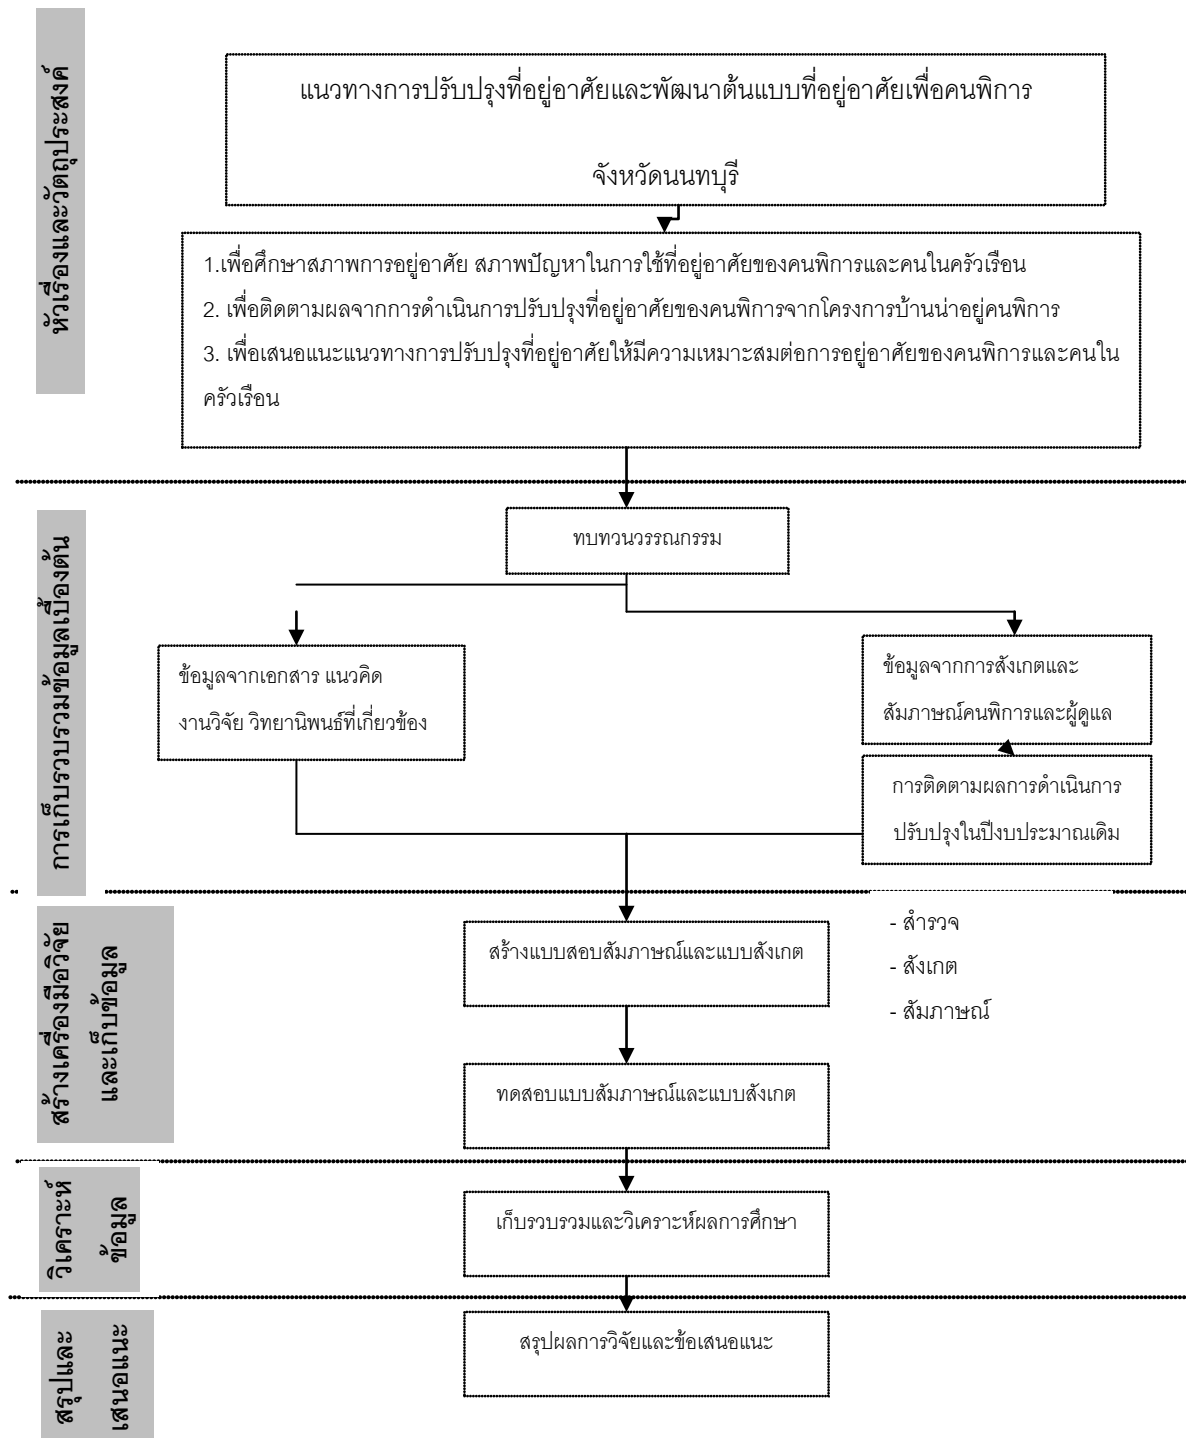 หัวเรื่องและวัตถุประสงค์
แนวทางการปรับปรุงที่อยู่อาศัยและพัฒนาต้นแบบที่อยู่อาศัยเพื่อคนพิการ
จังหวัดนนทบุรี
1.เพื่อศึกษาสภาพการอยู่อาศัย สภาพปัญหาในการใช้ที่อยู่อาศัยของคนพิการและคนในครัวเรือน
2. เพื่อติดตามผลจากการดำเนินการปรับปรุงที่อยู่อาศัยของคนพิการจากโครงการบ้านน่าอยู่คนพิการ
3. เพื่อเสนอแนะแนวทางการปรับปรุงที่อยู่อาศัยให้มีความเหมาะสมต่อการอยู่อาศัยของคนพิการและคนใน
ครัวเรือน
การเก็บรวบรวมข้อมูลเบื้องต้น
ทบทวนวรรณกรรม
ข้อมูลจากเอกสาร แนวคิด
งานวิจัย วิทยานิพนธ์ที่เกี่ยวข้อง
ข้อมูลจากการสังเกตและ
สัมภาษณ์คนพิการและผู้ดูแล
การติดตามผลการดำเนินการ
ปรับปรุงในปีงบประมาณเดิม
สร้างเครื่องมือวิจัย
และเก็บข้อมูล
สร้างแบบสอบสัมภาษณ์และแบบสังเกต
- สำรวจ
- สังเกต
- สัมภาษณ์
ทดสอบแบบสัมภาษณ์และแบบสังเกต
วิเคราะห์
ข้อมูล
เก็บรวบรวมและวิเคราะห์ผลการศึกษา
สรุปและ
เสนอแนะ
สรุปผลการวิจัยและข้อเสนอแนะ